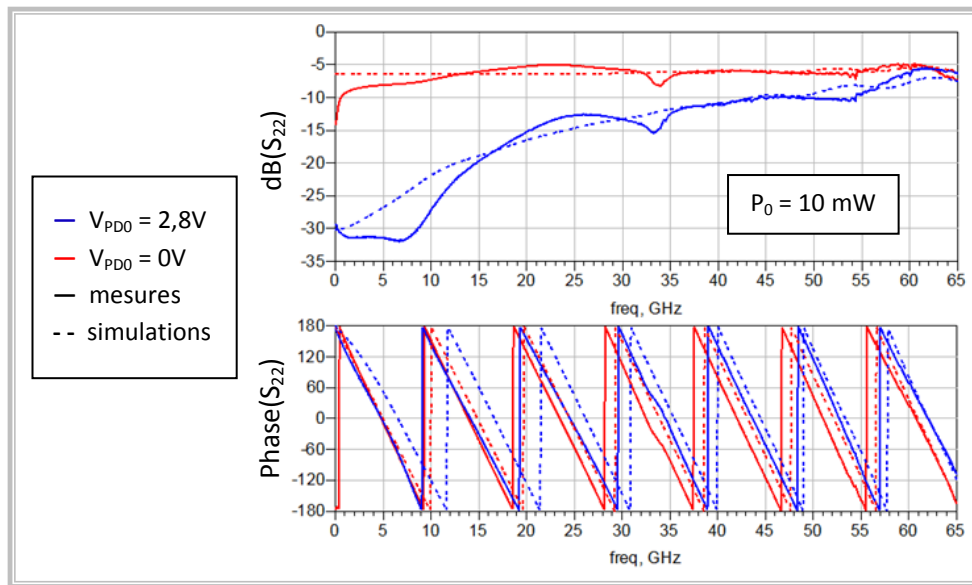 V_PD0 = 2,8V
V_PD0 = 0V
mesures
simulations
dB(S_22)
0
-5
-10
-15
-20
-25
-30
-35
P_0 = 10 mW
0 5 10 15 20 25 30 35 40 45 50 55 60 65
freq, GHz
Phase(S_22)
180
120
60
0
-60
-120
-180
0 5 10 15 20 25 30 35 40 45 50 55 60 65
freq, GHz